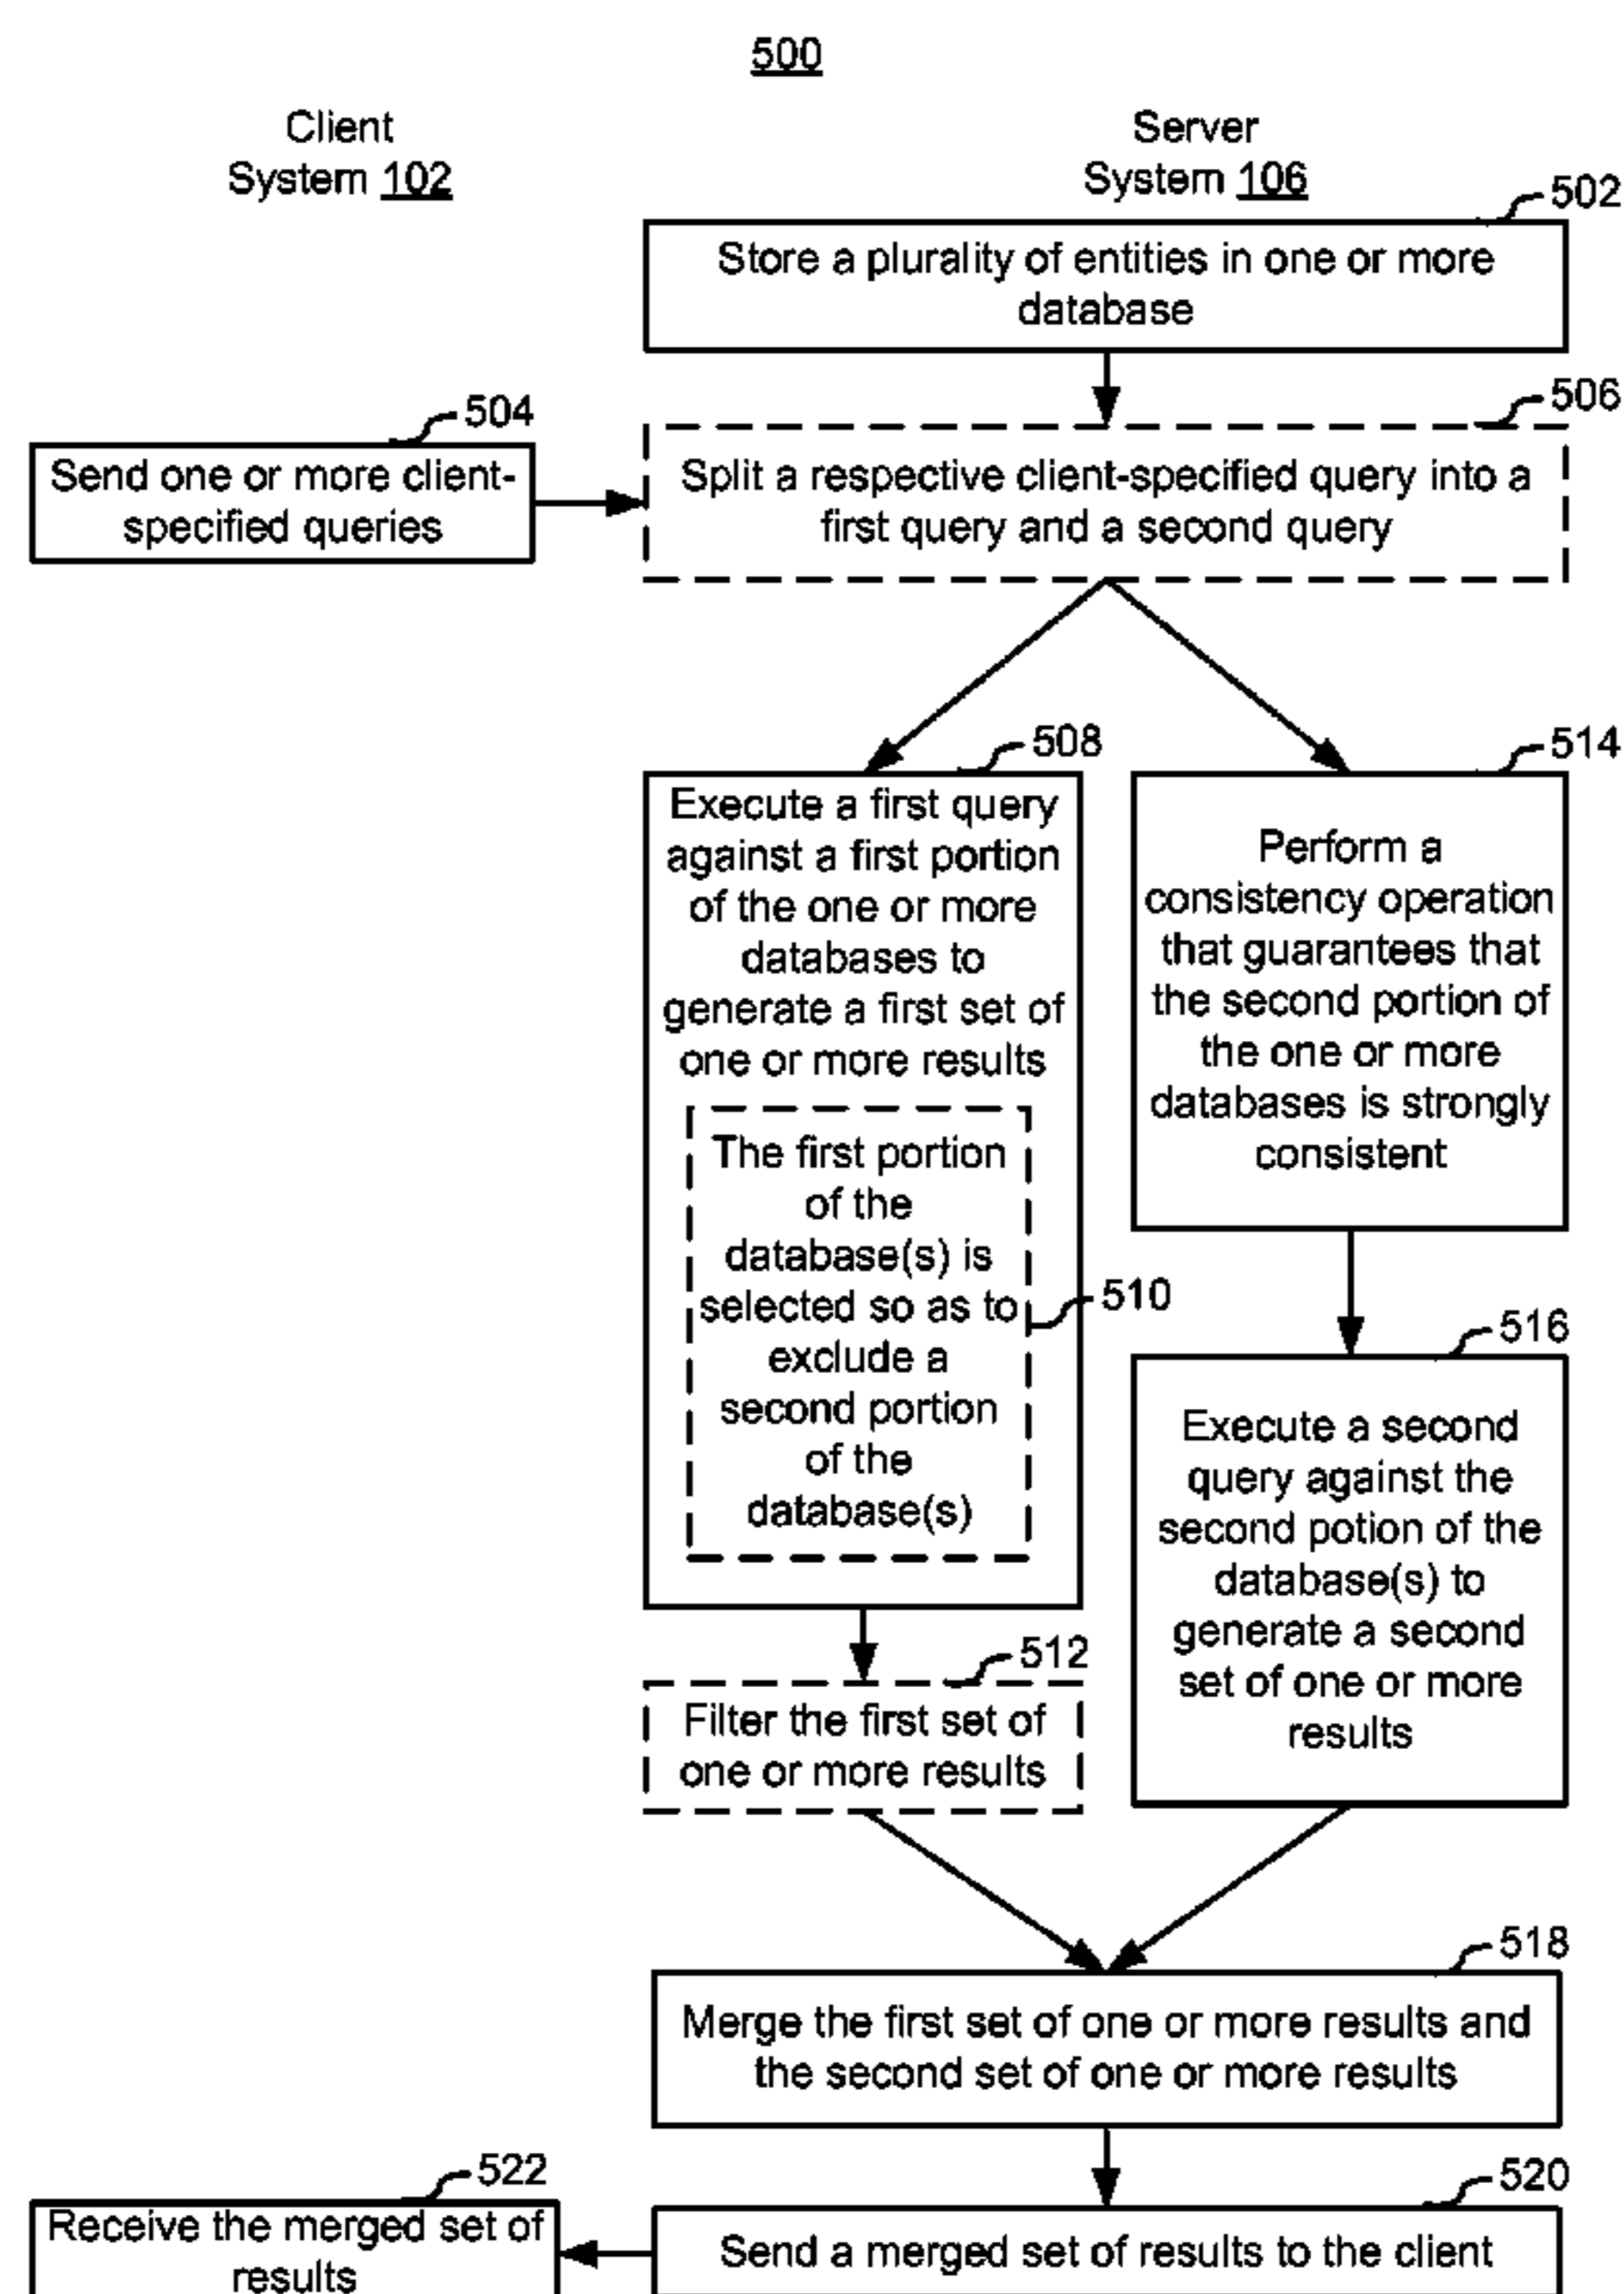 500
Client
System 102
Server
System 106
502
Store a plurality of entities in one or more
database
504
Send one or more client-
specified queries
506
Split a respective client-specified query into a
first query and a second query
508
Execute a first query
against a first portion
of the one or more
databases to
generate a first set of
one or more results
The first portion
of the
database(s) is
selected so as to
exclude a
second portion
of the
database(s)
510
512
Filter the first set of
one or more results
514
Perform a
consistency operation
that guarantees that
the second portion of
the one or more
databases is strongly
consistent
516
Execute a second
query against the
second potion of the
database(s) to
generate a second
set of one or more
results
518
Merge the first set of one or more results and
the second set of one or more results
520
Send a merged set of results to the client
522
Receive the merged set of
results